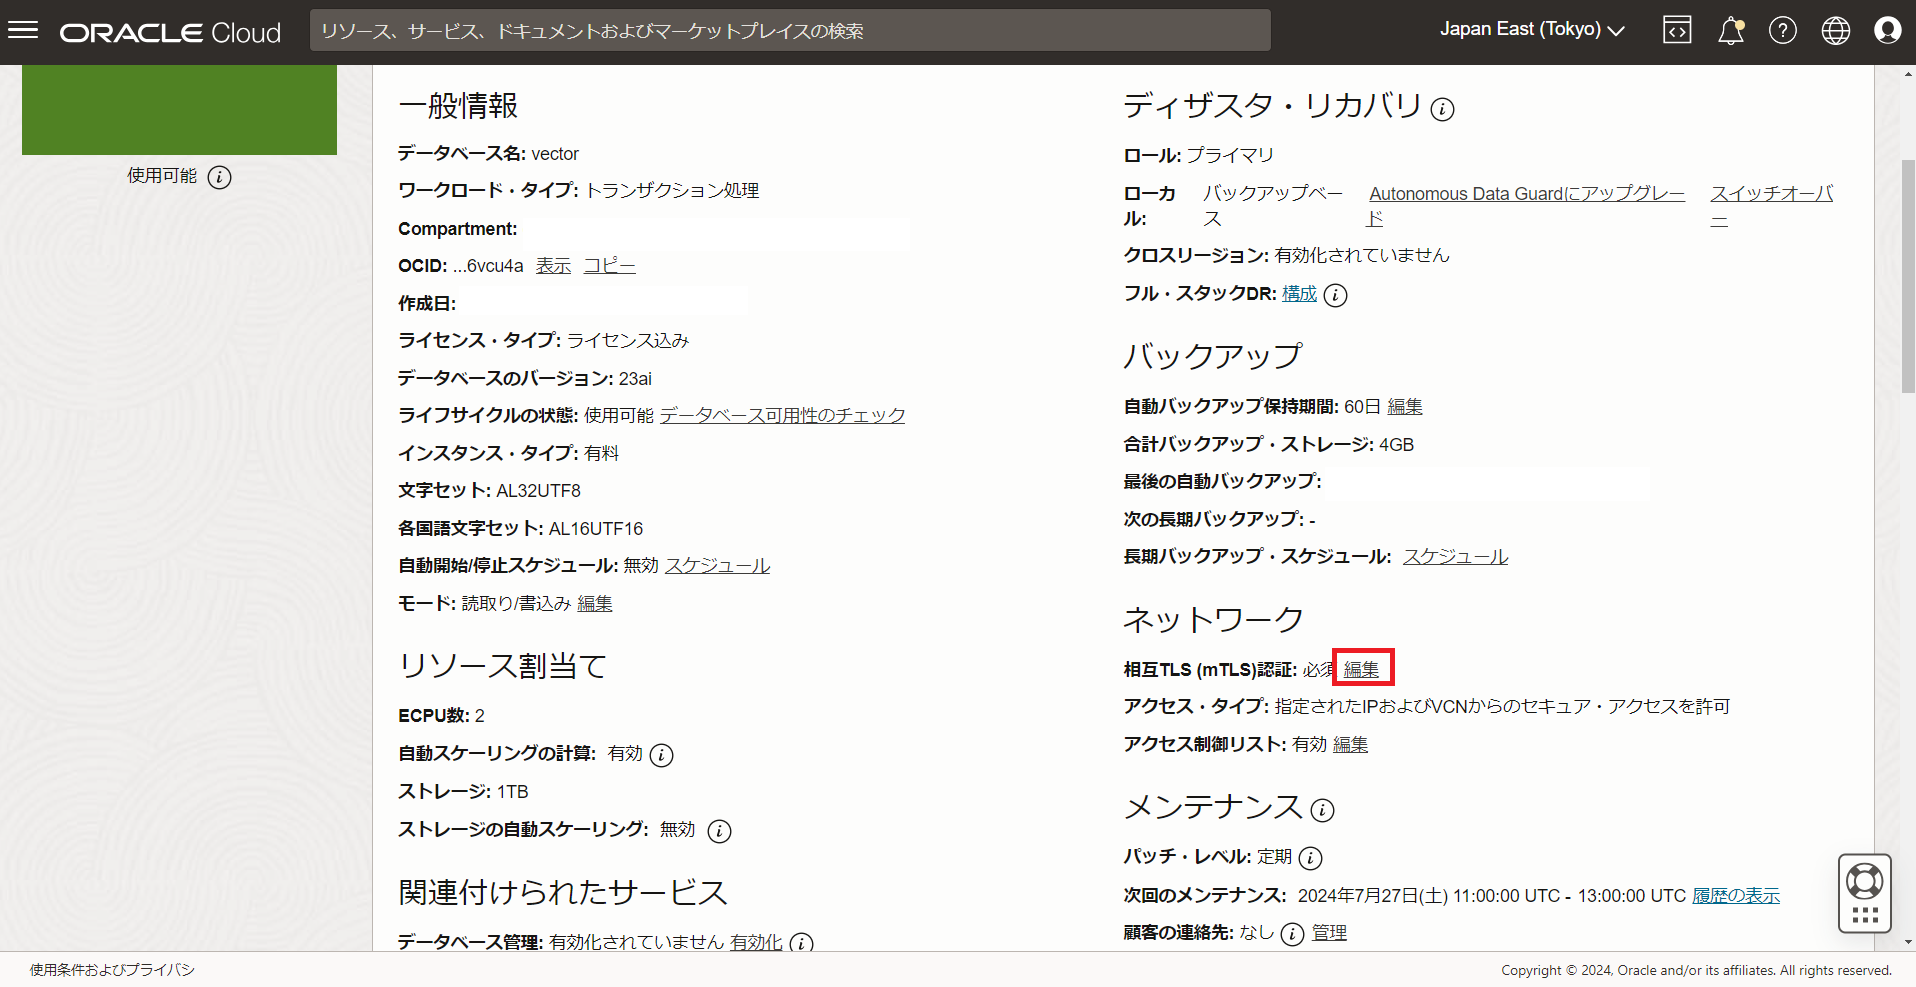 ORACLE Cloud
リソース、サービス、ドキュメントおよびマーケットプレイスの検索
Japan East (Tokyo)
使用可能
一般情報
データベース名: vector
ワークロード・タイプ: トランザクション処理
Compartment:
OCID: ...6vcu4a 表示 コピー
作成日:
ライセンス・タイプ: ライセンス込み
データベースのバージョン: 23ai
ライフサイクルの状態: 使用可能 データベース可用性のチェック
インスタンス・タイプ: 有料
文字セット: AL32UTF8
各国語文字セット: AL16UTF16
自動開始/停止スケジュール: 無効 スケジュール
モード: 読取り/書込み 編集
リソース割当て
ECPU数: 2
自動スケーリングの計算: 有効
ストレージ: 1TB
ストレージの自動スケーリング: 無効
関連付けられたサービス
データベース管理: 有効化されていません 有効化
ディザスタ・リカバリ
ロール: プライマリ
ローカル: バックアップベース Autonomous Data Guardにアップグレード スイッチオーバー
クロスリージョン: 有効化されていません
フル・スタックDR: 構成
バックアップ
自動バックアップ保持期間: 60日 編集
合計バックアップ・ストレージ: 4GB
最後の自動バックアップ:
次の長期バックアップ: -
長期バックアップ・スケジュール: スケジュール
ネットワーク
相互TLS (mTLS)認証: 必須 編集
アクセス・タイプ: 指定されたIPおよびVCNからのセキュア・アクセスを許可
アクセス制御リスト: 有効 編集
メンテナンス
パッチ・レベル: 定期
次回のメンテナンス: 2024年7月27日(土) 11:00:00 UTC - 13:00:00 UTC 履歴の表示
顧客の連絡先: なし 管理
使用条件およびプライバシ
Copyright © 2024, Oracle and/or its affiliates. All rights reserved.